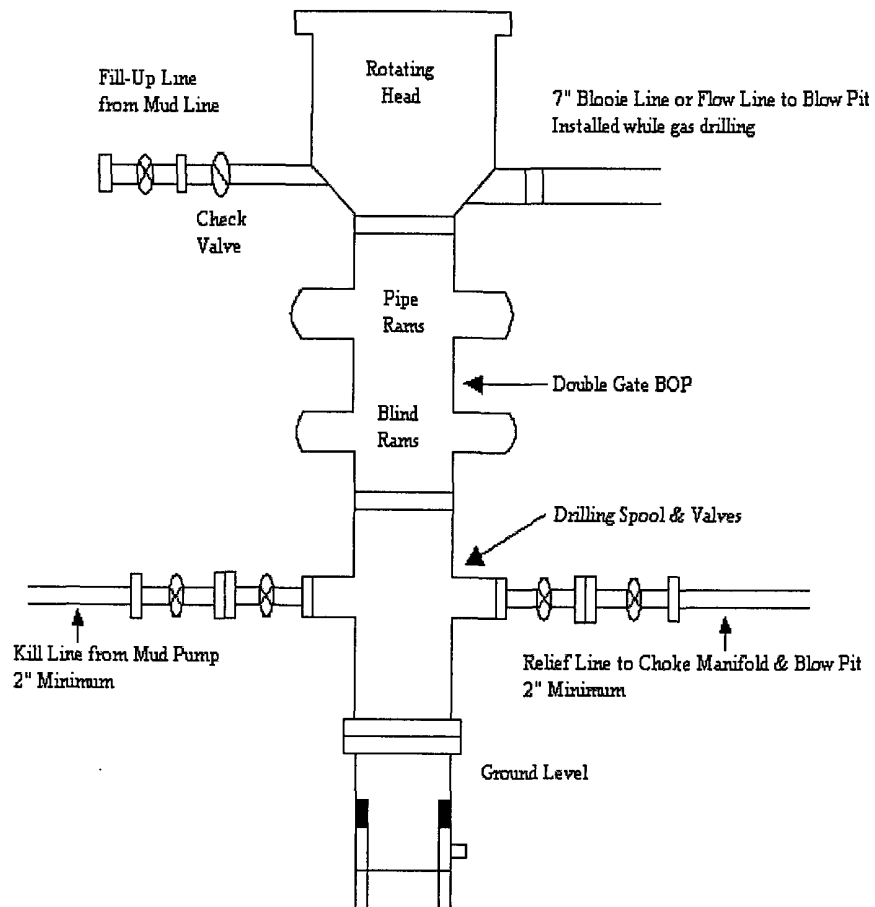 Rotating
Head
Fill-Up Line
from Mud Line
7" Blooie Line or Flow Line to Blow Pit
Installed while gas drilling
Check
Valve
Pipe
Rams
Double Gate BOP
Blind
Rams
Drilling Spool & Valves
Kill Line from Mud Pump
2" Minimum
Relief Line to Choke Manifold & Blow Pit
2" Minimum
Ground Level